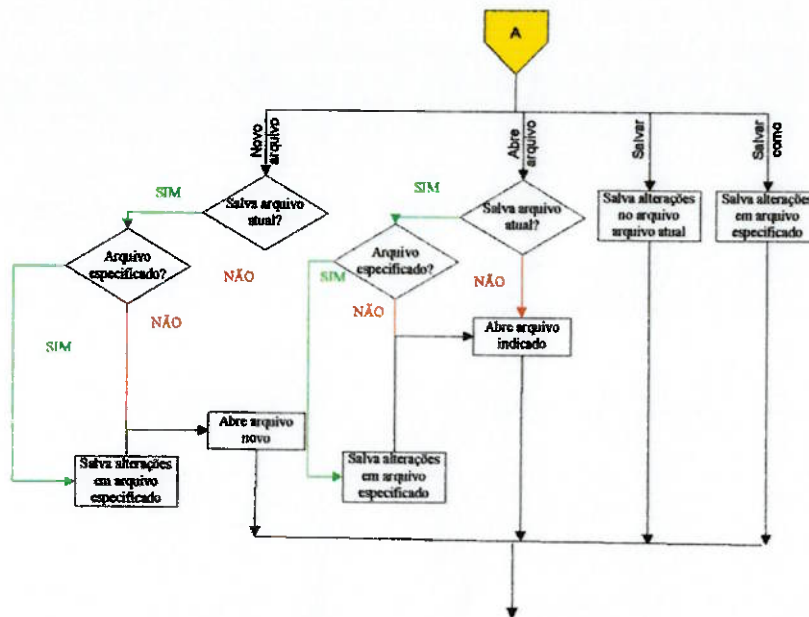 A
Novo
arquivo
Abre
arquivo
Salvar
Salvar
como
SIM
Salva arquivo
atual?
SIM
Salva arquivo
atual?
Salva alterações
no arquivo
arquivo atual
Salva alterações
em arquivo
especificado
Arquivo
especificado?
NÃO
Arquivo
especificado?
SIM
NÃO
NÃO
NÃO
SIM
Abre arquivo
indicado
Abre arquivo
novo
Salva alterações
em arquivo
especificado
Salva alterações
em arquivo
especificado